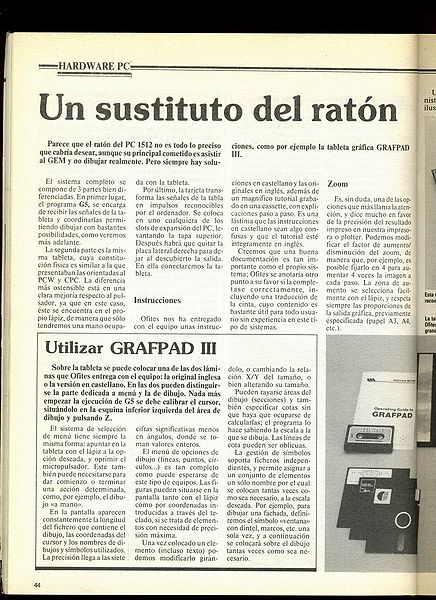 HARDWARE PC
Un sustituto del ratón
Parece que el ratón del PC 1512 no es todo lo preciso
que cabría desear, aunque su principal cometido es asistir
al GEM y no dibujar realmente. Pero siempre hay solu-
ciones, como por ejemplo la tableta gráfica GRAFPAD
III.
El sistema completo se
compone de 3 partes bien di-
ferenciadas. En primer lugar,
el programa G5, se encarga
de recibir las señales de la ta-
bleta y coordinarlas permi-
tiendo dibujar con bastantes
posibilidades, como veremos
más adelante.
La segunda parte es la mis-
ma tableta, cuya constitu-
ción física es similar a la que
presentaban las orientadas al
PCW y CPC. La diferencia
más ostensible está en una
clara mejoría respecto al pul-
sador, ya que en este caso,
éste se encuentra en el pro-
pio lápiz, de manera que sólo
tendremos una mano ocupa-
da con la tableta.
Por último, la tarjeta trans-
forma las señales de la tabla
en impulsos reconocibles
por el ordenador. Se coloca
en uno cualquiera de los
slots de expansión del PC, le-
vantando la tapa superior.
Después habrá que quitar la
placa lateral derecha para de-
jar al descubierto la salida.
En ella conectaremos la ta-
bleta.
Instrucciones
Ofites nos ha entregado
con el equipo unas instruc-
ciones en castellano y las ori-
ginales en inglés, además de
un magnífico tutorial graba-
do en una cassette, con expli-
caciones paso a paso. Es una
lástima que las instrucciones
en castellano sean algo con-
fusas y que el tutorial esté
íntegramente en inglés.
Creemos que una buena
documentación es tan im-
portante como el propio sis-
tema; Ofites se anotaría otro
punto a su favor si la comple-
tase correctamente, in-
cluyendo una traducción de
la cinta, cuyo contenido es
bastante útil para todo usua-
rio sin experiencia en este ti-
po de sistemas.
Zoom
Es, sin duda, una de las op-
ciones que más llama la aten-
ción, y dice mucho en favor
de la precisión del resultado
impreso en nuestra impreso-
ra o plotter. Podemos modi-
ficar el factor de aumento/
disminución del zoom, de
manera que, por ejemplo, es
posible fijarlo en 4 para au-
mentar 4 veces la imagen a
cada paso. La zona de au-
mento se selecciona fácil-
mente con el lápiz, y respeta
siempre las proporciones de
la salida gráfica, previamente
especificada (papel A3, A4,
etc.).
Utilizar GRAFPAD III
Sobre la tableta se puede colocar una de las dos lámi-
nas que Ofites entrega con el equipo: la original inglesa
o la versión en castellano. En las dos pueden distinguir-
se la parte dedicada a menú y la de dibujo. Nada más
empezar la ejecución de G5 se debe calibrar el cursor,
situándolo en la esquina inferior izquierda del área de
dibujo y pulsando Z.
El sistema de selección
de menú tiene siempre la
misma forma: apuntar en la
tableta con el lápiz a la op-
ción deseada, y oprimir el
micropulsador. Este tam-
bién puede necesitarse para
dar comienzo o terminar
una acción determinada,
como, por ejemplo, el dibu-
jo «a mano».
En la pantalla aparecen
constantemente la longitud
del fichero que contiene el
dibujo, las coordenadas del
cursor y los nombres de di-
bujos y símbolos utilizados.
La precisión llega a las siete
cifras significativas menos
en ángulos, donde se to-
man valores enteros.
El menú de opciones de
dibujo (líneas, puntos, cír-
culos...) es tan completo
como puede esperarse de
este tipo de equipos. Las fi-
guras pueden situarse en la
pantalla tanto con el lápiz
como por coordenadas in-
troducidas a través del te-
clado, si se trata de elemen-
tos con necesidad de preci-
sión máxima.
Una vez colocado un ele-
mento (incluso texto) po-
demos modificarlo girán-
dolo, o cambiando la relación
X/Y del tamaño, o
bien alterando su tamaño.
Pueden rayarse áreas del
dibujo (secciones) y tam-
bién especificar cotas sin
que haya que ocuparse de
calcularlas; el programa lo
hace sabiendo la escala a la
que se dibuja. Las líneas de
cota pueden ser oblicuas.
La gestión de símbolos
soporta ficheros indepen-
dientes, y permite asignar a
un conjunto de elementos
un sólo nombre por el cual
se colocan tantas veces co-
mo sea necesario, a la escala
deseada. Por ejemplo, para
dibujar una fachada, defini-
remos el símbolo «ventana»
con dintel, marcos, etc. una
sola vez, y a continuación
se colocará sobre el dibujo
tantas veces como sea ne-
cesario.
Operating Guide to
GRAFPAD
44